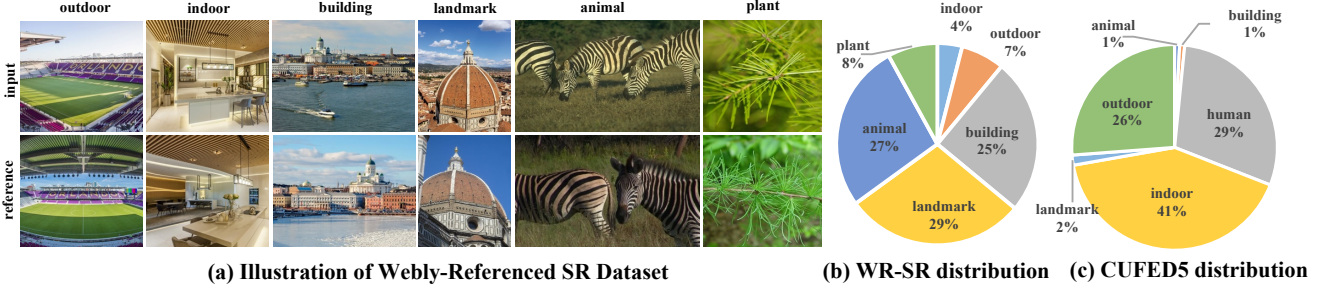 outdoor indoor building landmark animal plant
input
reference
(a) Illustration of Webly-Referenced SR Dataset
indoor
4%
outdoor
7%
building
25%
landmark
29%
animal
27%
plant
8%
(b) WR-SR distribution
animal
1%
building
1%
human
29%
indoor
41%
landmark
2%
outdoor
26%
(c) CUFED5 distribution